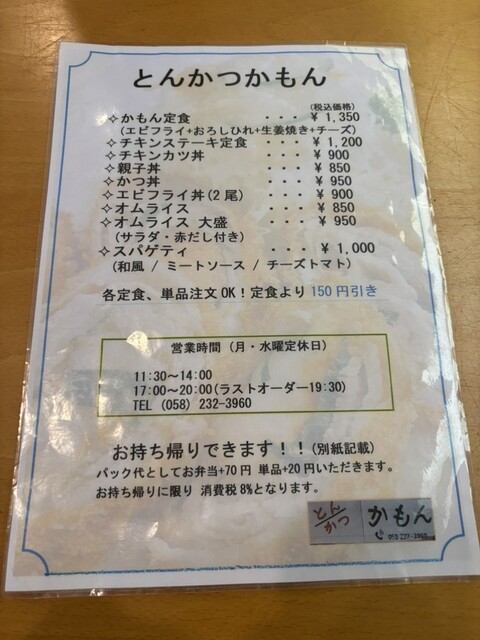 とんかつかもん
(税込価格)
✧かもん定食 ・・・ ¥ 1,350
(エビフライ+おろしひれ+生姜焼き+チーズ)
✧チキンステーキ定食 ・・・ ¥ 1,200
✧チキンカツ丼 ・・・ ¥ 900
✧親子丼 ・・・ ¥ 850
✧かつ丼 ・・・ ¥ 950
✧エビフライ丼(2 尾) ・・・ ¥ 900
✧オムライス ・・・ ¥ 850
✧オムライス 大盛 ・・・ ¥ 950
(サラダ・赤だし付き)
✧スパゲティ ・・・ ¥ 1,000
(和風 / ミートソース / チーズトマト)
各定食、単品注文 OK！定食より 150 円引き
営業時間 (月・水曜定休日)
11:30～14:00
17:00～20:00(ラストオーダー19:30)
TEL (058) 232-3960
お持ち帰りできます！！(別紙記載)
パック代としてお弁当+70 円 単品+20 円いただきます。
お持ち帰りに限り 消費税 8%となります。
とん
かつ
かもん
058 232-3960